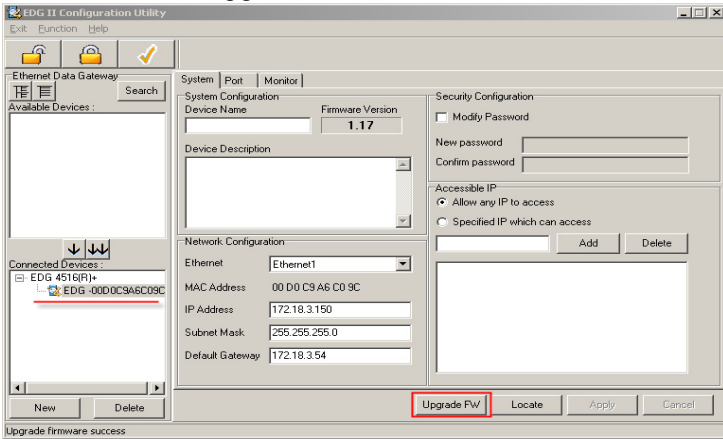 EDG II Configuration Utility
Exit Function Help
Ethernet Data Gateway
Search
Available Devices :
Connected Devices :
EDG 4516(R)+
EDG -00D0C9A6C09C
New
Delete
System
Port
Monitor
System Configuration
Device Name
Firmware Version
1.17
Device Description
Network Configuration
Ethernet
Ethernet1
MAC Address
00 D0 C9 A6 C0 9C
IP Address
172.18.3.150
Subnet Mask
255.255.255.0
Default Gateway
172.18.3.54
Security Configuration
Modify Password
New password
Confirm password
Accessible IP
Allow any IP to access
Specified IP which can access
Add
Delete
Upgrade FW
Locate
Apply
Cancel
Upgrade firmware success